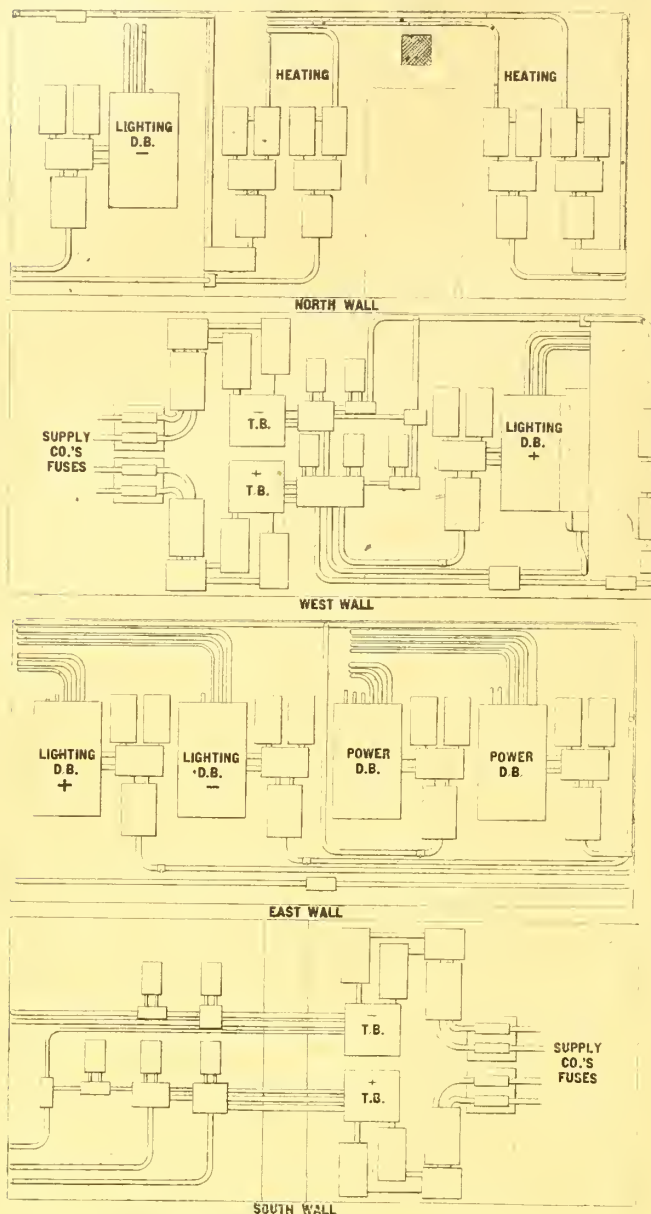 HEATING
HEATING
LIGHTING
D.B.
−
NORTH WALL
SUPPLY
CO.'S
FUSES
−
T.B.
+
T.B.
LIGHTING
D.B.
+
WEST WALL
LIGHTING
D.B.
+
LIGHTING
D.B.
−
POWER
D.B.
POWER
D.B.
EAST WALL
−
T.B.
+
T.B.
SUPPLY
CO.'S
FUSES
SOUTH WALL